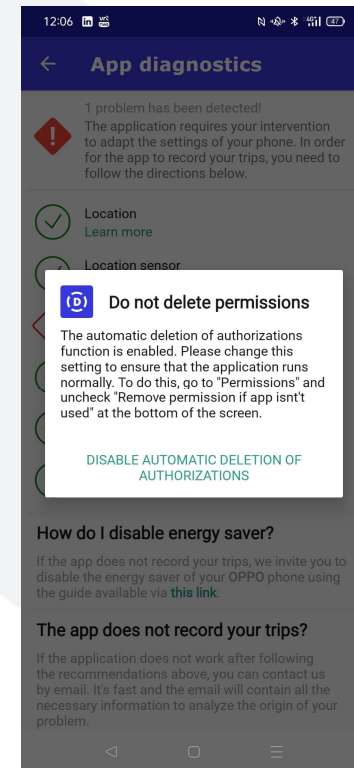 12:06
47
App diagnostics
1 problem has been detected!
The application requires your intervention
to adapt the settings of your phone. In order
for the app to record your trips, you need to
follow the directions below.
Location
Learn more
Location sensor
Do not delete permissions
The automatic deletion of authorizations
function is enabled. Please change this
setting to ensure that the application runs
normally. To do this, go to "Permissions" and
uncheck "Remove permission if app isnt't
used" at the bottom of the screen.
DISABLE AUTOMATIC DELETION OF
AUTHORIZATIONS
How do I disable energy saver?
If the app does not record your trips, we invite you to
disable the energy saver of your OPPO phone using
the guide available via this link.
The app does not record your trips?
If the application does not work after following
the recommendations above, you can contact us
by email. It's fast and the email will contain all the
necessary information to analyze the origin of your
problem.